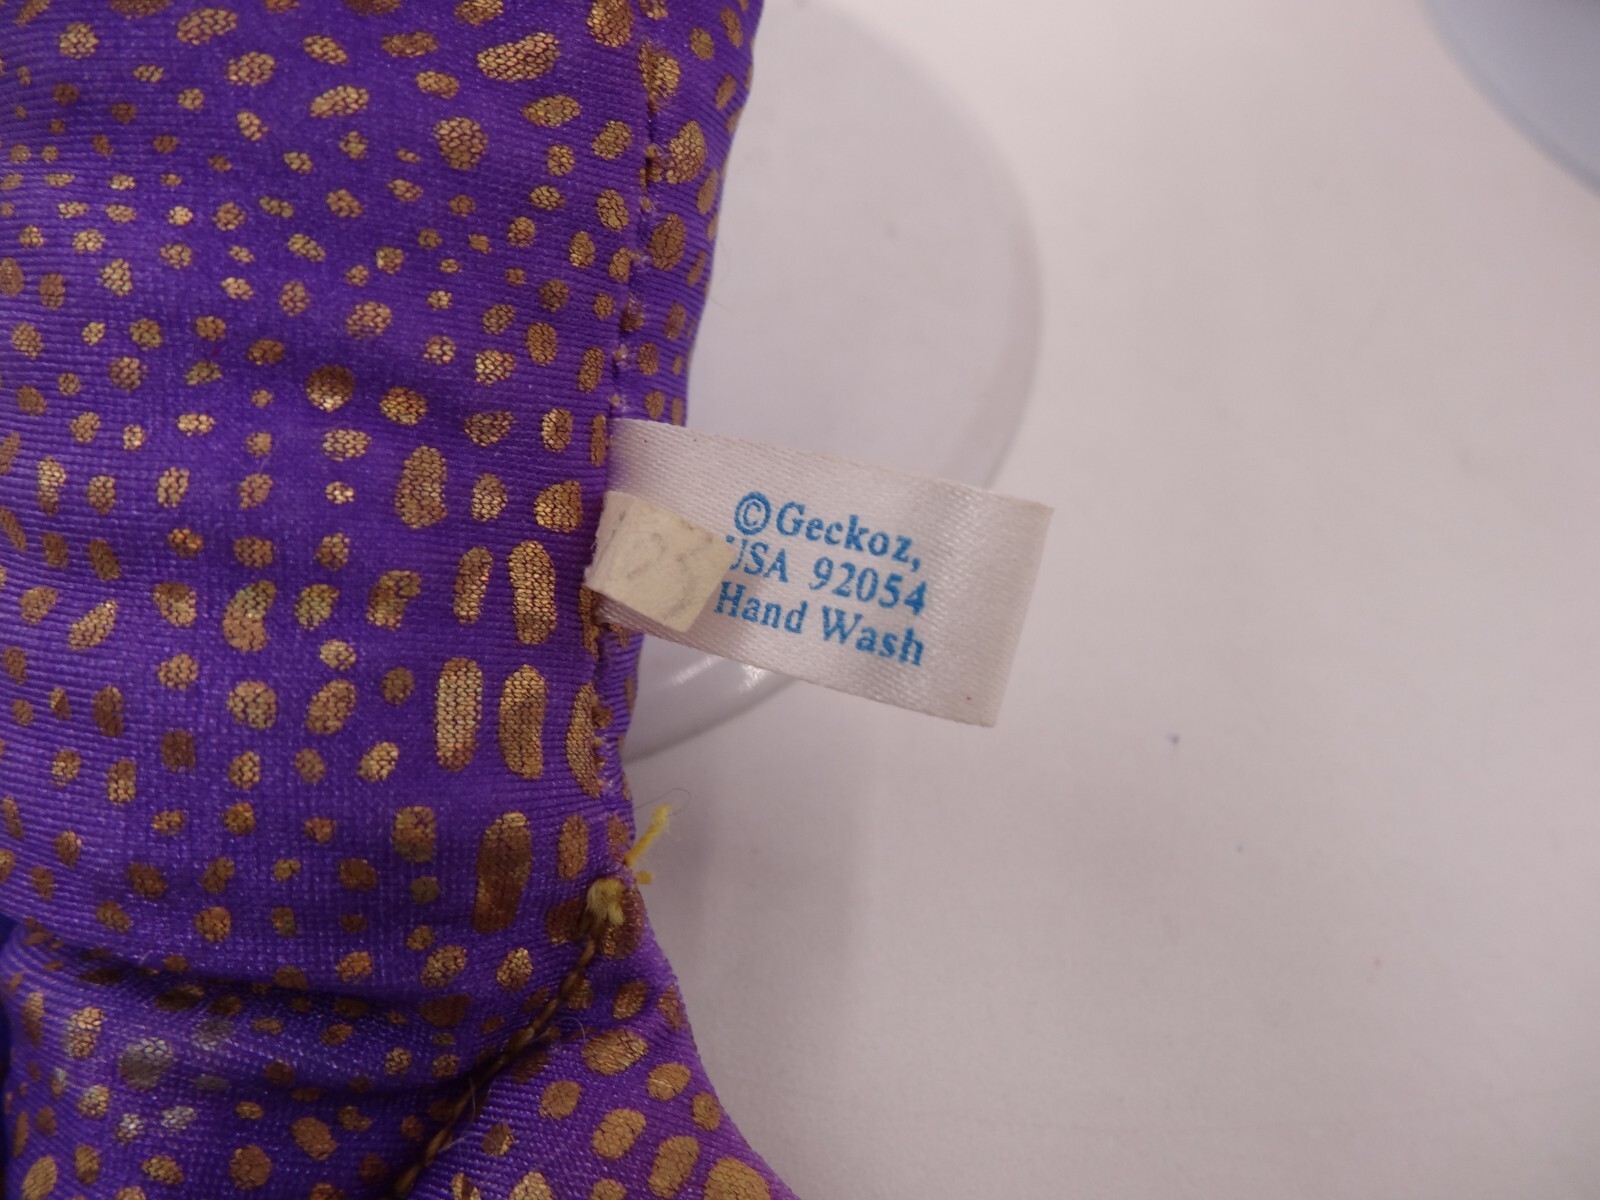 ©Geckoz,
USA 92054
Hand Wash